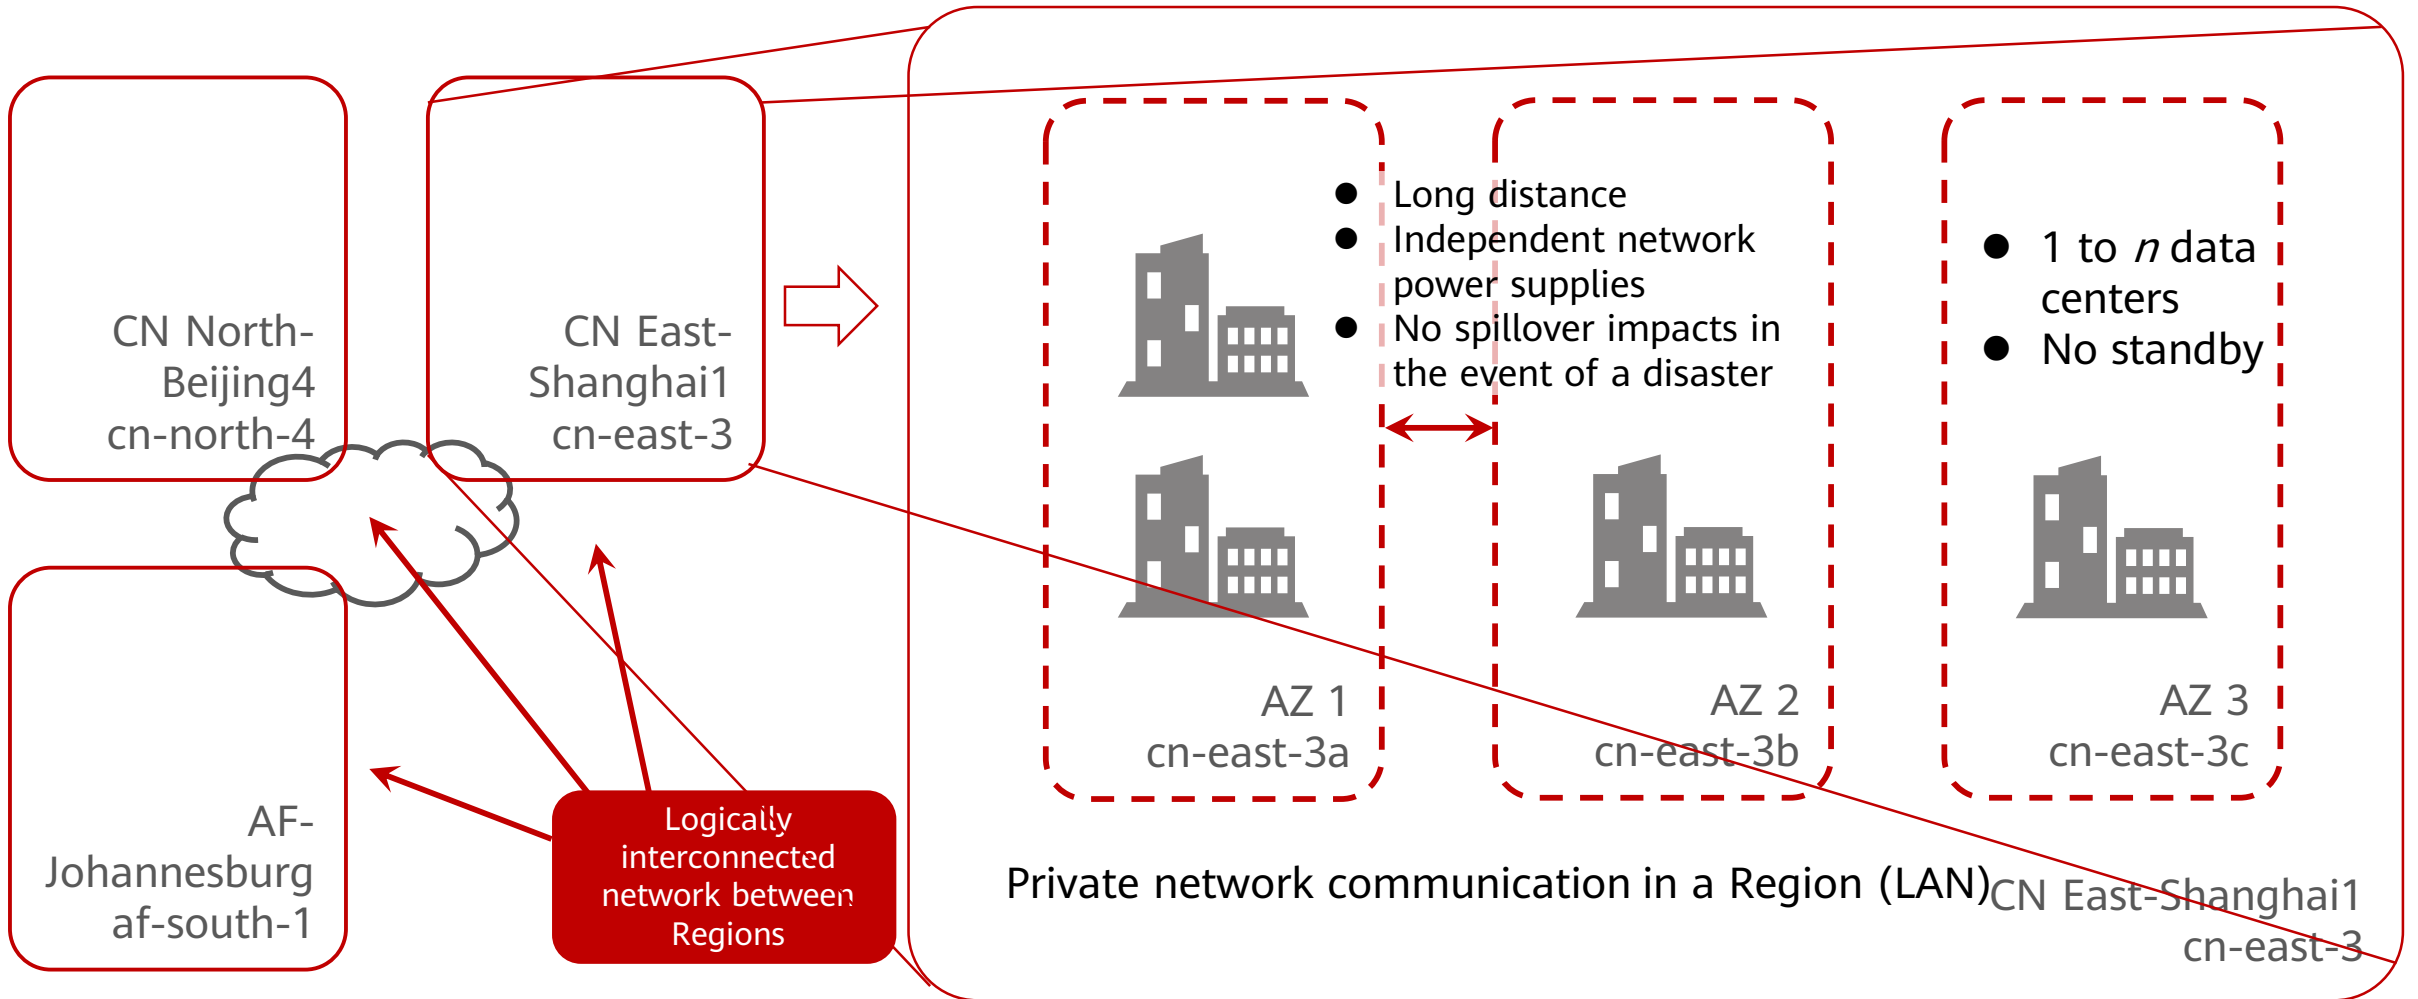 CN North-
Beijing4
cn-north-4
CN East-
Shanghai1
cn-east-3
AF-
Johannesburg
af-south-1
Logically
interconnected
network between
Regions
● Long distance
● Independent network
power supplies
● No spillover impacts in
the event of a disaster
● 1 to n data
centers
● No standby
AZ 1
cn-east-3a
AZ 2
cn-east-3b
AZ 3
cn-east-3c
Private network communication in a Region (LAN)
CN East-Shanghai1
cn-east-3